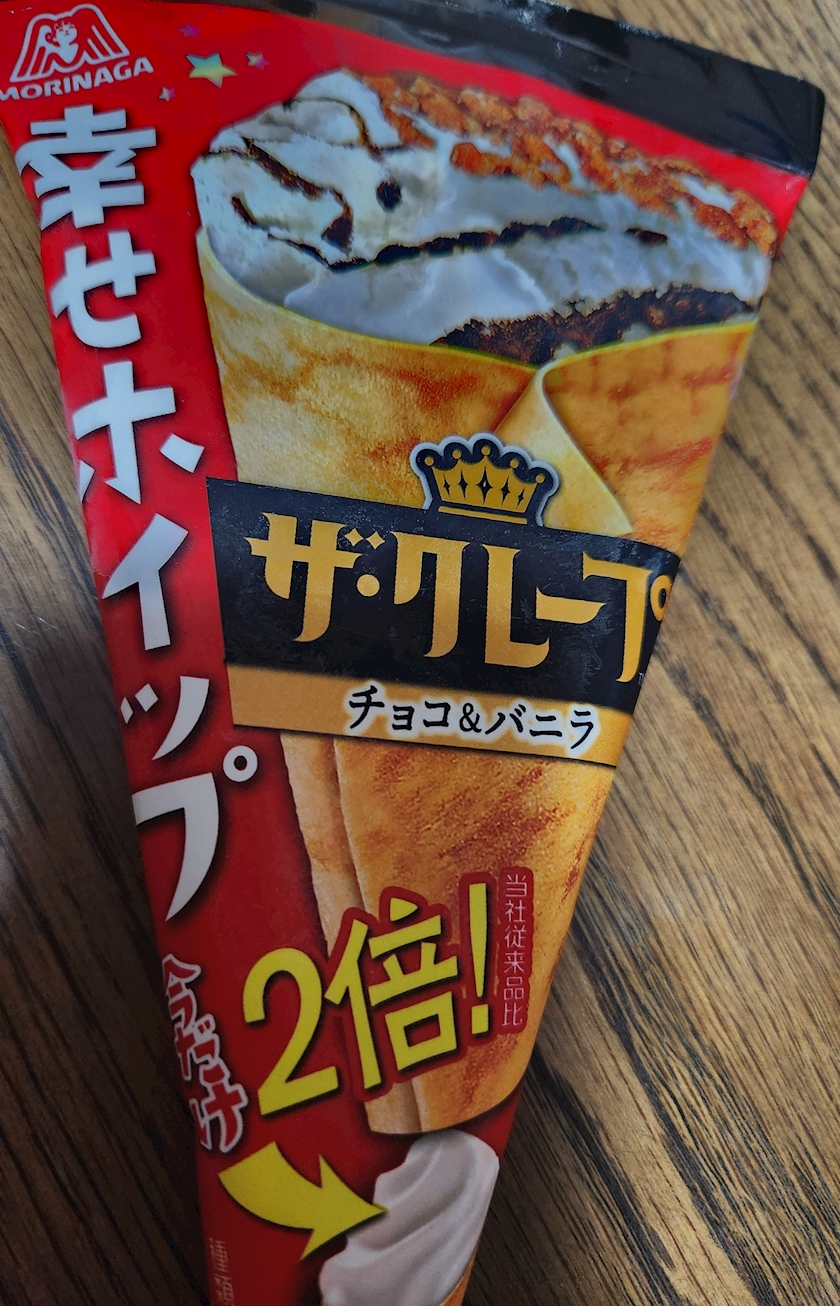 MORINAGA
幸せホイップ
ザ・クレープ
チョコ&バニラ
今だけ
2倍!
当社従来品比